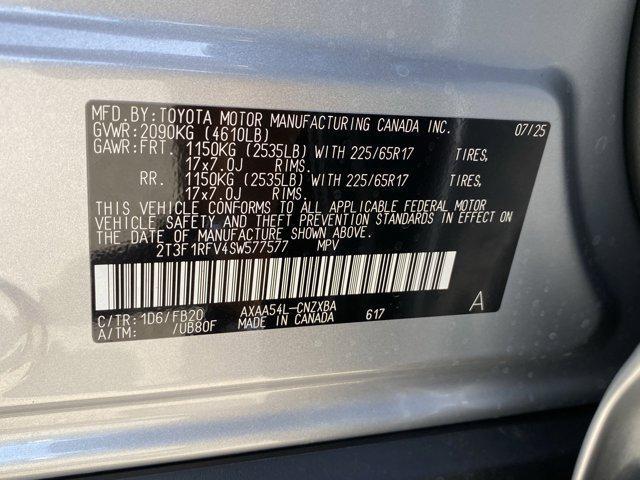 MFD.BY:TOYOTA MOTOR MANUFACTURING CANADA INC. 07/25
GVWR:2090KG (4610LB)
GAWR:FRT. 1150KG (2535LB) WITH 225/65R17 TIRES,
17x7.0J RIMS.
RR. 1150KG (2535LB) WITH 225/65R17 TIRES,
17x7.0J RIMS.
THIS VEHICLE CONFORMS TO ALL APPLICABLE FEDERAL MOTOR
VEHICLE SAFETY AND THEFT PREVENTION STANDARDS IN EFFECT ON
THE DATE OF MANUFACTURE SHOWN ABOVE.
2T3F1RFV4SW577577 MPV
C/TR:1D6/FB20 AXAA54L-CNZXBA A
A/TM: /UB80F MADE IN CANADA 617